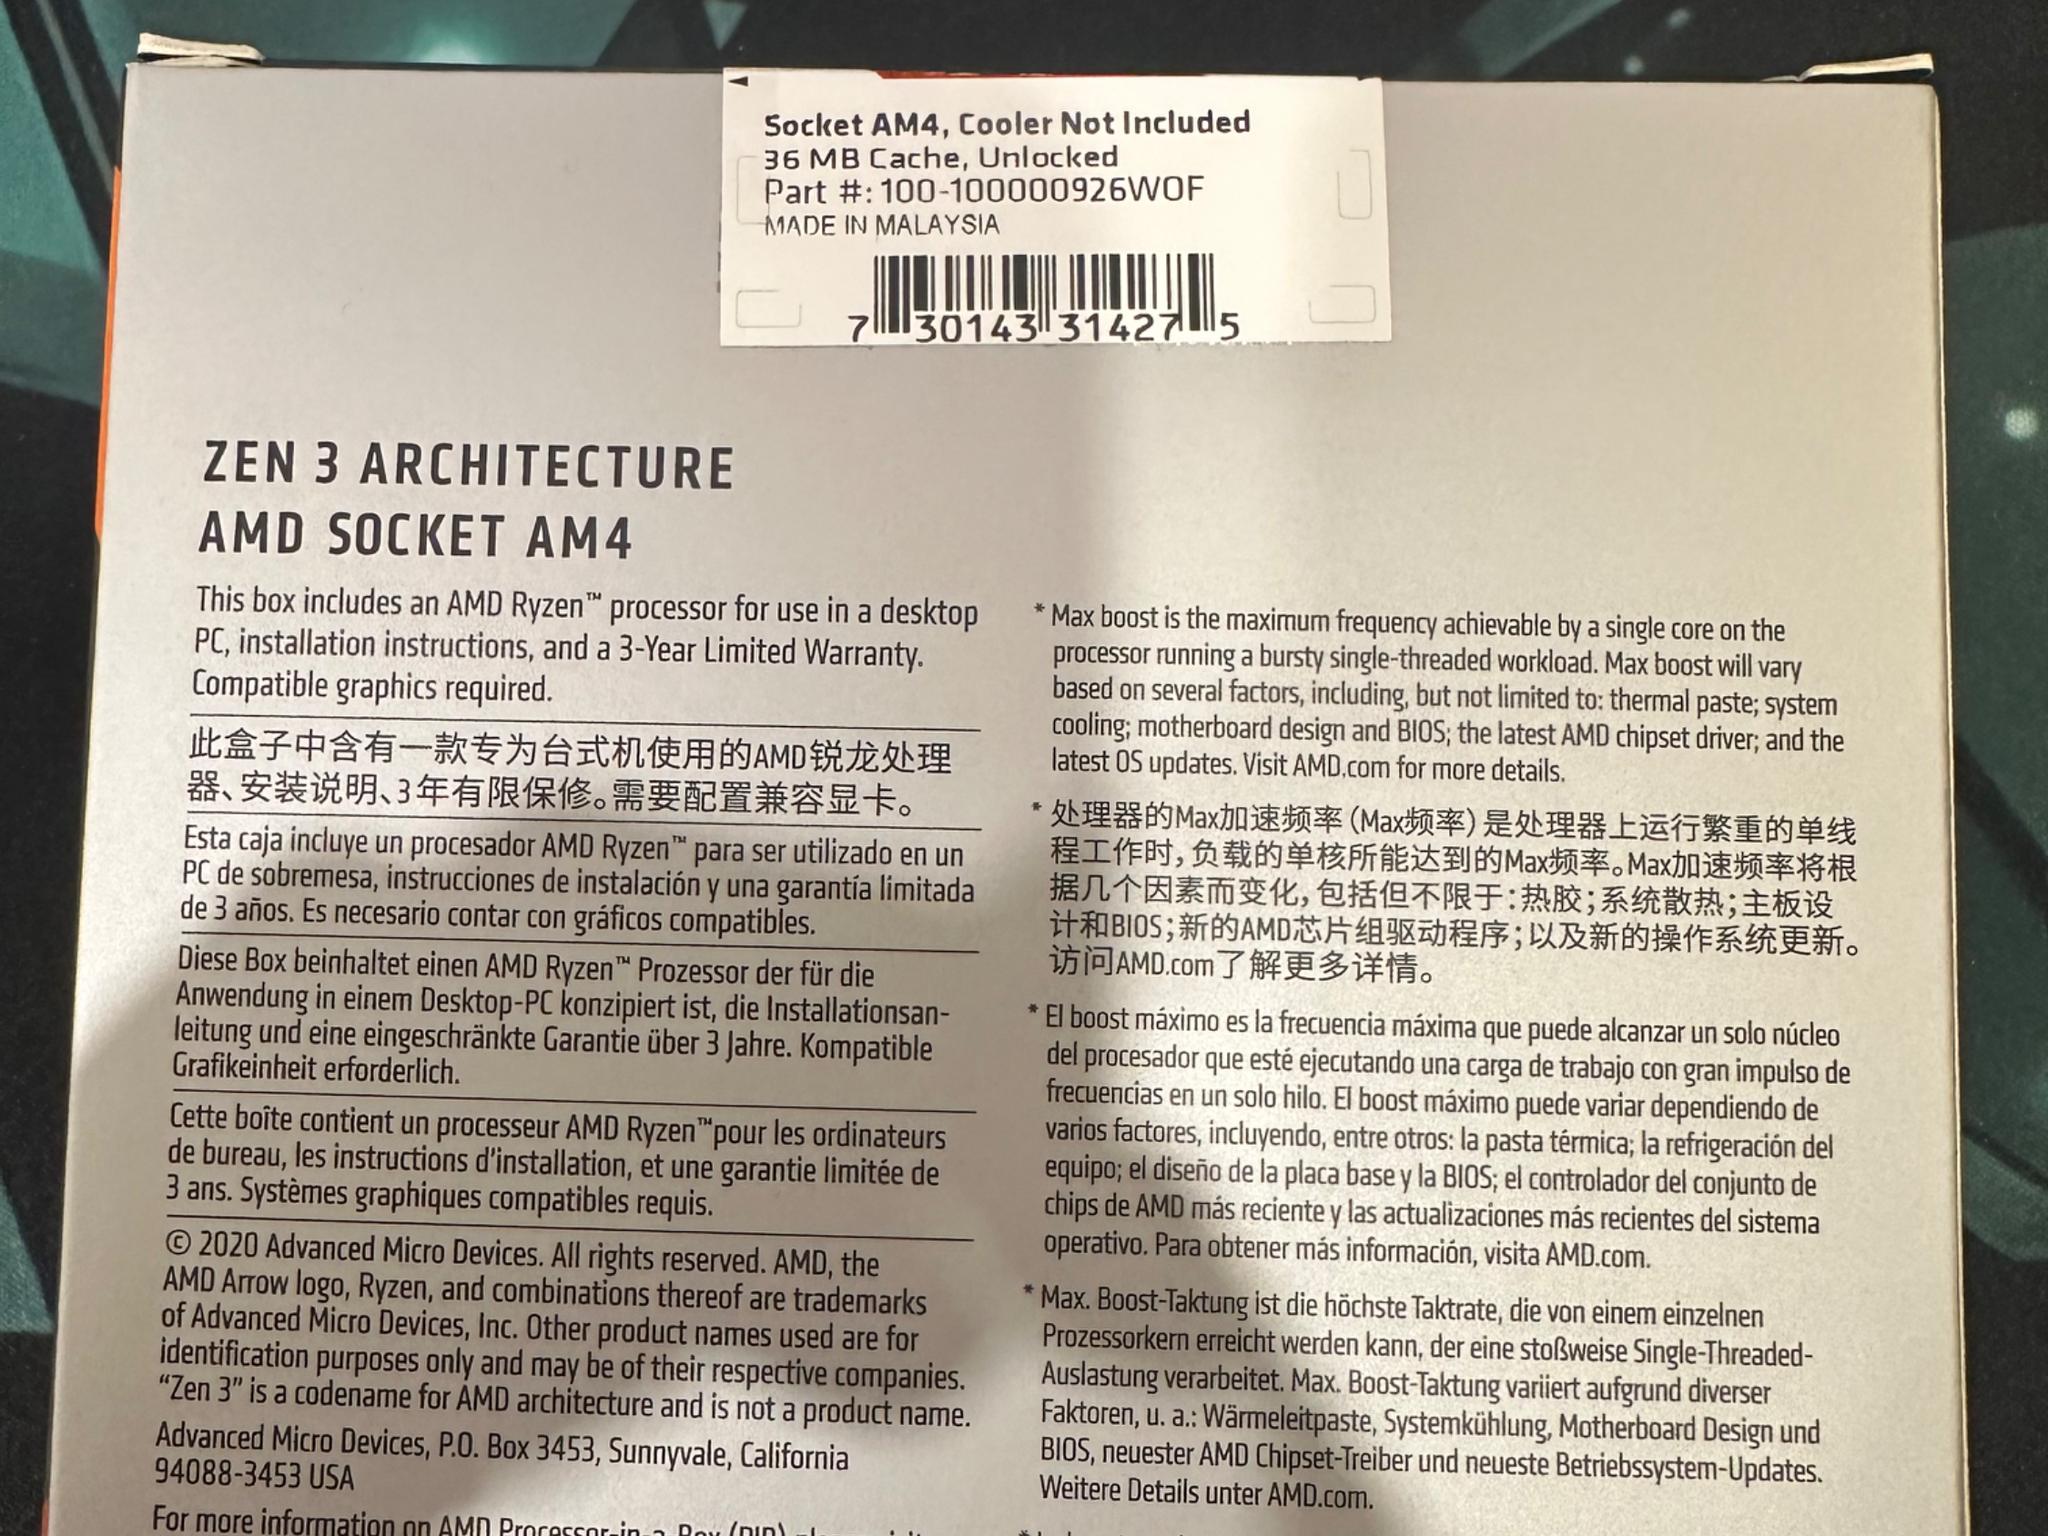 Socket AM4, Cooler Not Included
36 MB Cache, Unlocked
Part #: 100-100000926WOF
MADE IN MALAYSIA
7 30143 31427 5
ZEN 3 ARCHITECTURE
AMD SOCKET AM4
This box includes an AMD Ryzen™ processor for use in a desktop
PC, installation instructions, and a 3-Year Limited Warranty.
Compatible graphics required.
此盒子中含有一款专为台式机使用的AMD锐龙处理
器、安装说明、3年有限保修。需要配置兼容显卡。
Esta caja incluye un procesador AMD Ryzen™ para ser utilizado en un
PC de sobremesa, instrucciones de instalación y una garantía limitada
de 3 años. Es necesario contar con gráficos compatibles.
Diese Box beinhaltet einen AMD Ryzen™ Prozessor der für die
Anwendung in einem Desktop-PC konzipiert ist, die Installationsan-
leitung und eine eingeschränkte Garantie über 3 Jahre. Kompatible
Grafikeinheit erforderlich.
Cette boîte contient un processeur AMD Ryzen™pour les ordinateurs
de bureau, les instructions d'installation, et une garantie limitée de
3 ans. Systèmes graphiques compatibles requis.
© 2020 Advanced Micro Devices. All rights reserved. AMD, the
AMD Arrow logo, Ryzen, and combinations thereof are trademarks
of Advanced Micro Devices, Inc. Other product names used are for
identification purposes only and may be of their respective companies.
“Zen 3” is a codename for AMD architecture and is not a product name.
Advanced Micro Devices, P.O. Box 3453, Sunnyvale, California
94088-3453 USA
For more information on AMD Processor-in-a-Box (PIB)
* Max boost is the maximum frequency achievable by a single core on the
processor running a bursty single-threaded workload. Max boost will vary
based on several factors, including, but not limited to: thermal paste; system
cooling; motherboard design and BIOS; the latest AMD chipset driver; and the
latest OS updates. Visit AMD.com for more details.
* 处理器的Max加速频率（Max频率）是处理器上运行繁重的单线
程工作时，负载的单核所能达到的Max频率。Max加速频率将根
据几个因素而变化，包括但不限于：热胶；系统散热；主板设
计和BIOS；新的AMD芯片组驱动程序；以及新的操作系统更新。
访问AMD.com了解更多详情。
* El boost máximo es la frecuencia máxima que puede alcanzar un solo núcleo
del procesador que esté ejecutando una carga de trabajo con gran impulso de
frecuencias en un solo hilo. El boost máximo puede variar dependiendo de
varios factores, incluyendo, entre otros: la pasta térmica; la refrigeración del
equipo; el diseño de la placa base y la BIOS; el controlador del conjunto de
chips de AMD más reciente y las actualizaciones más recientes del sistema
operativo. Para obtener más información, visita AMD.com.
* Max. Boost-Taktung ist die höchste Taktrate, die von einem einzelnen
Prozessorkern erreicht werden kann, der eine stoßweise Single-Threaded-
Auslastung verarbeitet. Max. Boost-Taktung variiert aufgrund diverser
Faktoren, u. a.: Wärmeleitpaste, Systemkühlung, Motherboard Design und
BIOS, neuester AMD Chipset-Treiber und neueste Betriebssystem-Updates.
Weitere Details unter AMD.com.